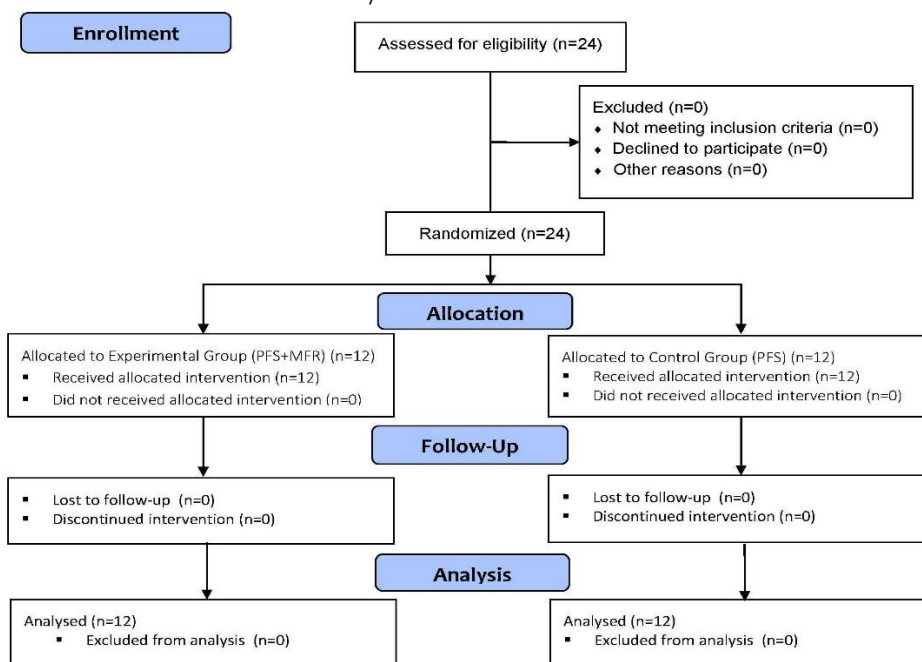 Enrollment
Assessed for eligibility (n=24)
Excluded (n=0)
♦ Not meeting inclusion criteria (n=0)
♦ Declined to participate (n=0)
♦ Other reasons (n=0)
Randomized (n=24)
Allocation
Allocated to Experimental Group (PFS+MFR) (n=12)
▪ Received allocated intervention (n=12)
▪ Did not received allocated intervention (n=0)
Allocated to Control Group (PFS) (n=12)
▪ Received allocated intervention (n=12)
▪ Did not received allocated intervention (n=0)
Follow-Up
▪ Lost to follow-up (n=0)
▪ Discontinued intervention (n=0)
▪ Lost to follow-up (n=0)
▪ Discontinued intervention (n=0)
Analysis
Analysed (n=12)
▪ Excluded from analysis (n=0)
Analysed (n=12)
▪ Excluded from analysis (n=0)